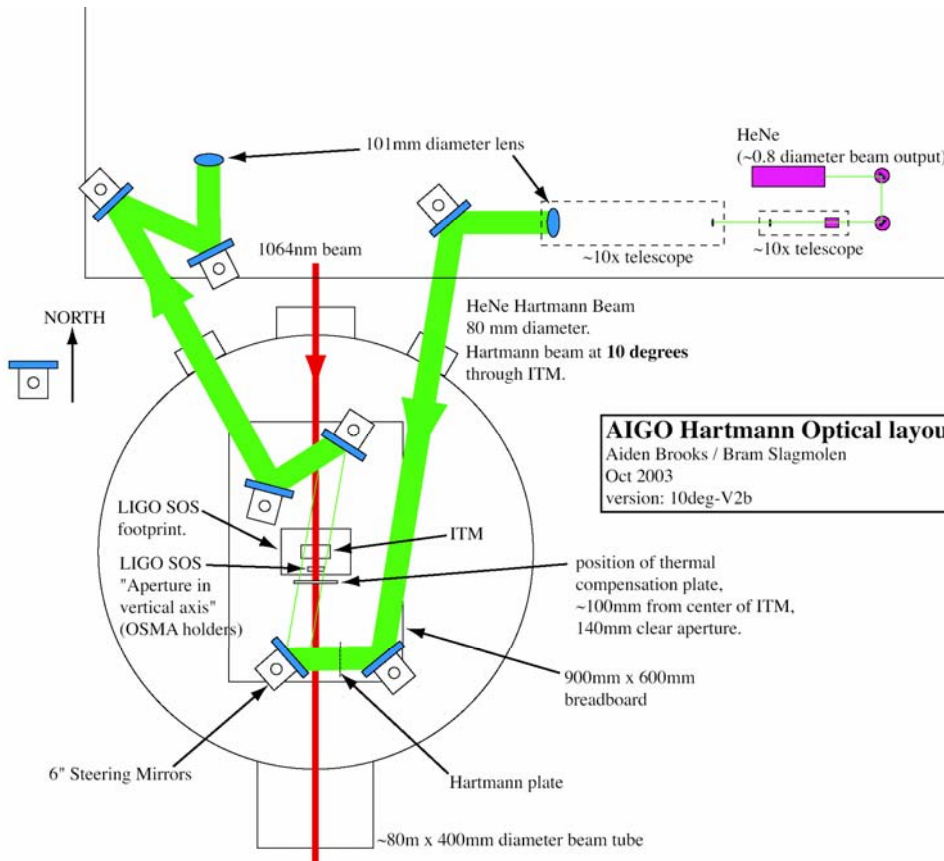 HeNe
(~0.8 diameter beam output)
101mm diameter lens
1064nm beam
~10x telescope
~10x telescope
HeNe Hartmann Beam
80 mm diameter.
Hartmann beam at 10 degrees
through ITM.
NORTH
AIGO Hartmann Optical layou
Aiden Brooks / Bram Slagmolen
Oct 2003
version: 10deg-V2b
LIGO SOS
footprint.
ITM
LIGO SOS
"Aperture in
vertical axis"
(OSMA holders)
position of thermal
compensation plate,
~100mm from center of ITM,
140mm clear aperture.
900mm x 600mm
breadboard
6" Steering Mirrors
Hartmann plate
~80m x 400mm diameter beam tube